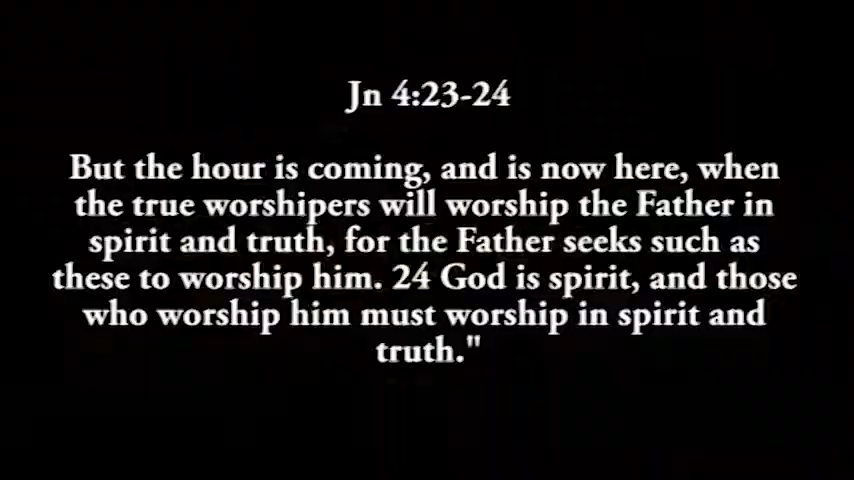 Jn 4:23-24
But the hour is coming, and is now here, when
the true worshipers will worship the Father in
spirit and truth, for the Father seeks such as
these to worship him. 24 God is spirit, and those
who worship him must worship in spirit and
truth."